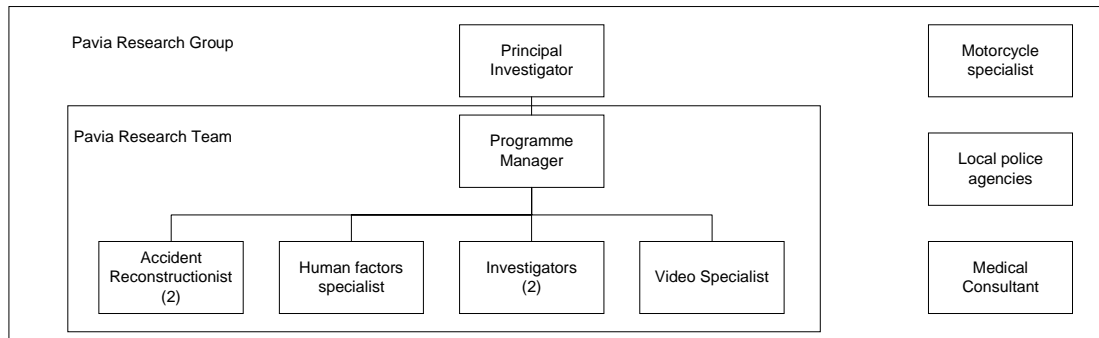 Pavia Research Group
Principal
Investigator
Motorcycle
specialist
Pavia Research Team
Programme
Manager
Local police
agencies
Accident
Reconstructionist
(2)
Human factors
specialist
Investigators
(2)
Video Specialist
Medical
Consultant